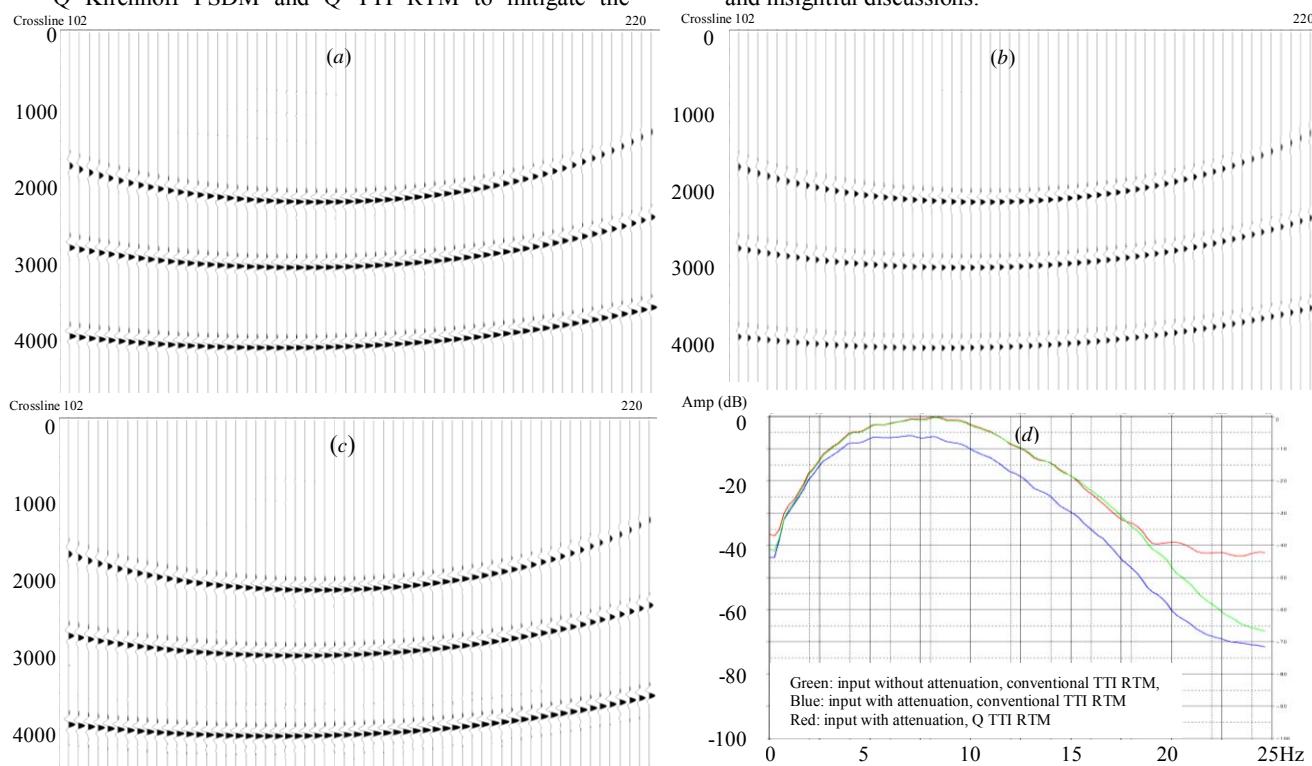 Q Kirchhoff PSDM and Q TTI RTM to mitigate the
and insightful discussions.
Crossline 102
220
(a)
0
1000
2000
3000
4000
Crossline 102
220
(b)
0
1000
2000
3000
4000
Crossline 102
220
(c)
0
1000
2000
3000
4000
Amp (dB)
(d)
0
-20
-40
-60
-80
-100
Green: input without attenuation, conventional TTI RTM,
Blue: input with attenuation, conventional TTI RTM
Red: input with attenuation, Q TTI RTM
0 5 10 15 20 25Hz